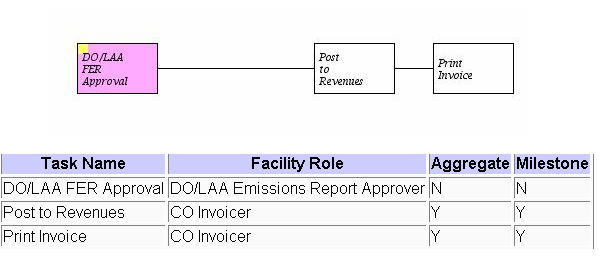 DO/LAA
FER
Approval
Post
to
Revenues
Print
Invoice
Task Name Facility Role Aggregate Milestone
DO/LAA FER Approval DO/LAA Emissions Report Approver N N
Post to Revenues CO Invoicer Y Y
Print Invoice CO Invoicer Y Y